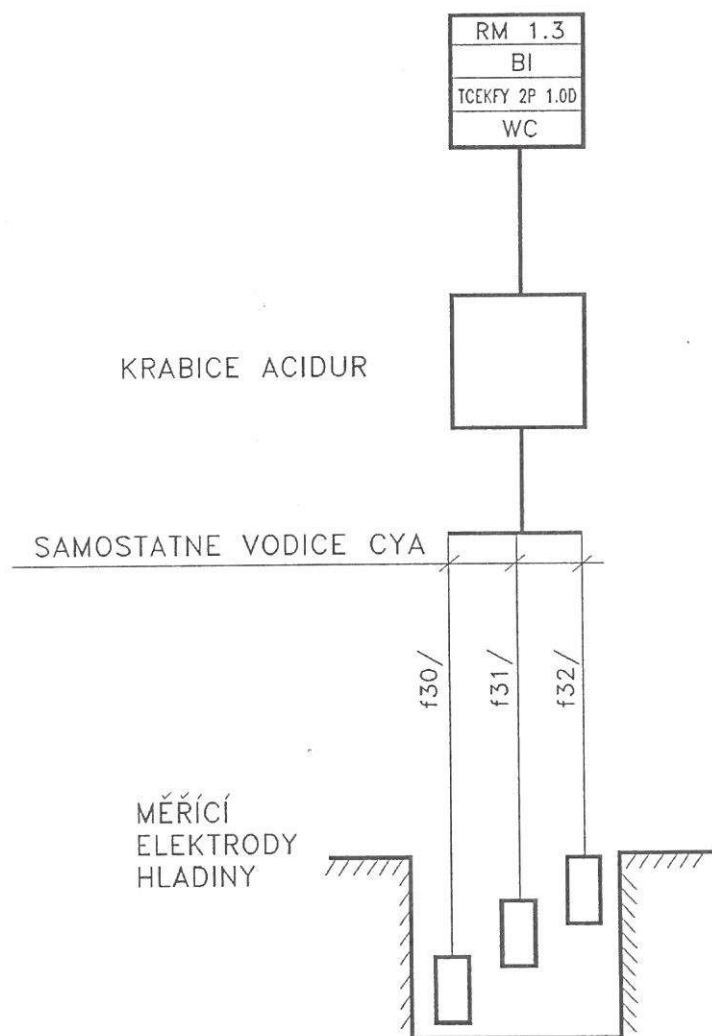 RM 1.3
BI
TCEKFY 2P 1.0D
WC
KRABICE ACIDUR
SAMOSTATNE VODICE CYA
f30/
f31/
f32/
MĚŘÍCÍ
ELEKTRODY
HLADINY